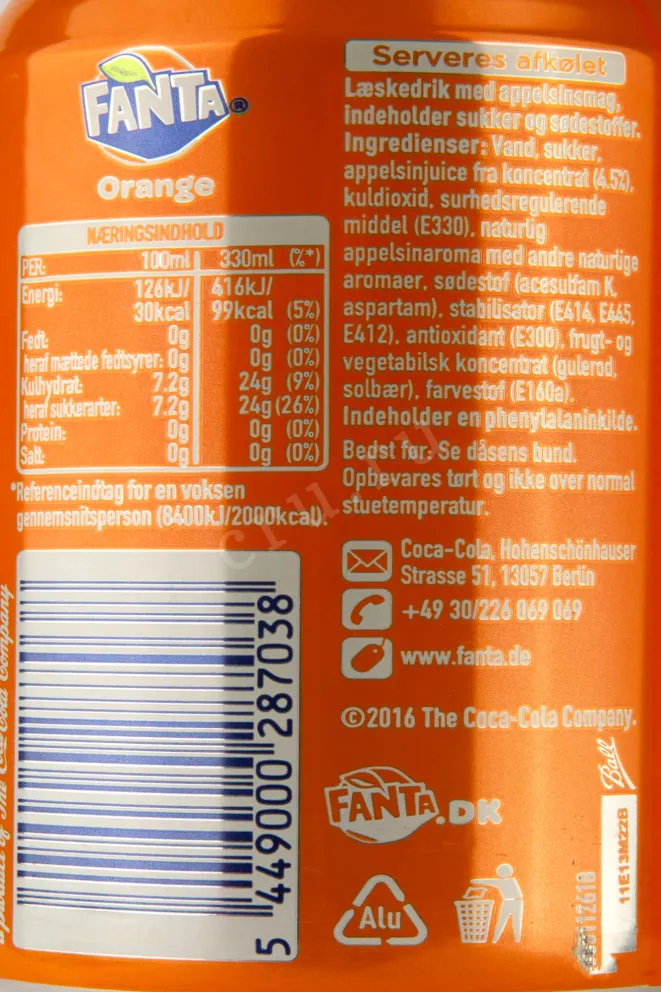 FANTA®
Orange
NÆRINGSINDHOLD
PER: 100ml 330ml (%*)
Energi: 126kJ/ 416kJ/
30kcal 99kcal (5%)
Fedt: 0g 0g (0%)
heraf mættede fedtsyrer: 0g 0g (0%)
Kulhydrat: 7.2g 24g (9%)
heraf sukkerarter: 7.2g 24g (26%)
Protein: 0g 0g (0%)
Salt: 0g 0g (0%)
*Referenceindtag for en voksen
gennemsnitsperson (8400kJ/2000kcal).
5 449000 287038
Serveres afkølet
Læskedrik med appelsinsmag,
indeholder sukker og sødestoffer.
Ingredienser: Vand, sukker,
appelsinjuice fra koncentrat (4.5%),
kuldioxid, surhedsregulerende
middel (E330), naturlig
appelsinaroma med andre naturlige
aromaer, sødestof (acesulfam K,
aspartam), stabilisator (E414, E445,
E412), antioxidant (E300), frugt- og
vegetabilsk koncentrat (gulerod,
solbær), farvestof (E160a).
Indeholder en phenylalaninkilde.
Bedst før: Se dåsens bund.
Opbevares tørt og ikke over normal
stuetemperatur.
Coca-Cola, Hohenschönhauser
Strasse 51, 13057 Berlin
+49 30/226 069 069
www.fanta.de
©2016 The Coca-Cola Company.
FANTA.DK
Alu
Ball
11E13M22B
product of The Coca-Cola Company